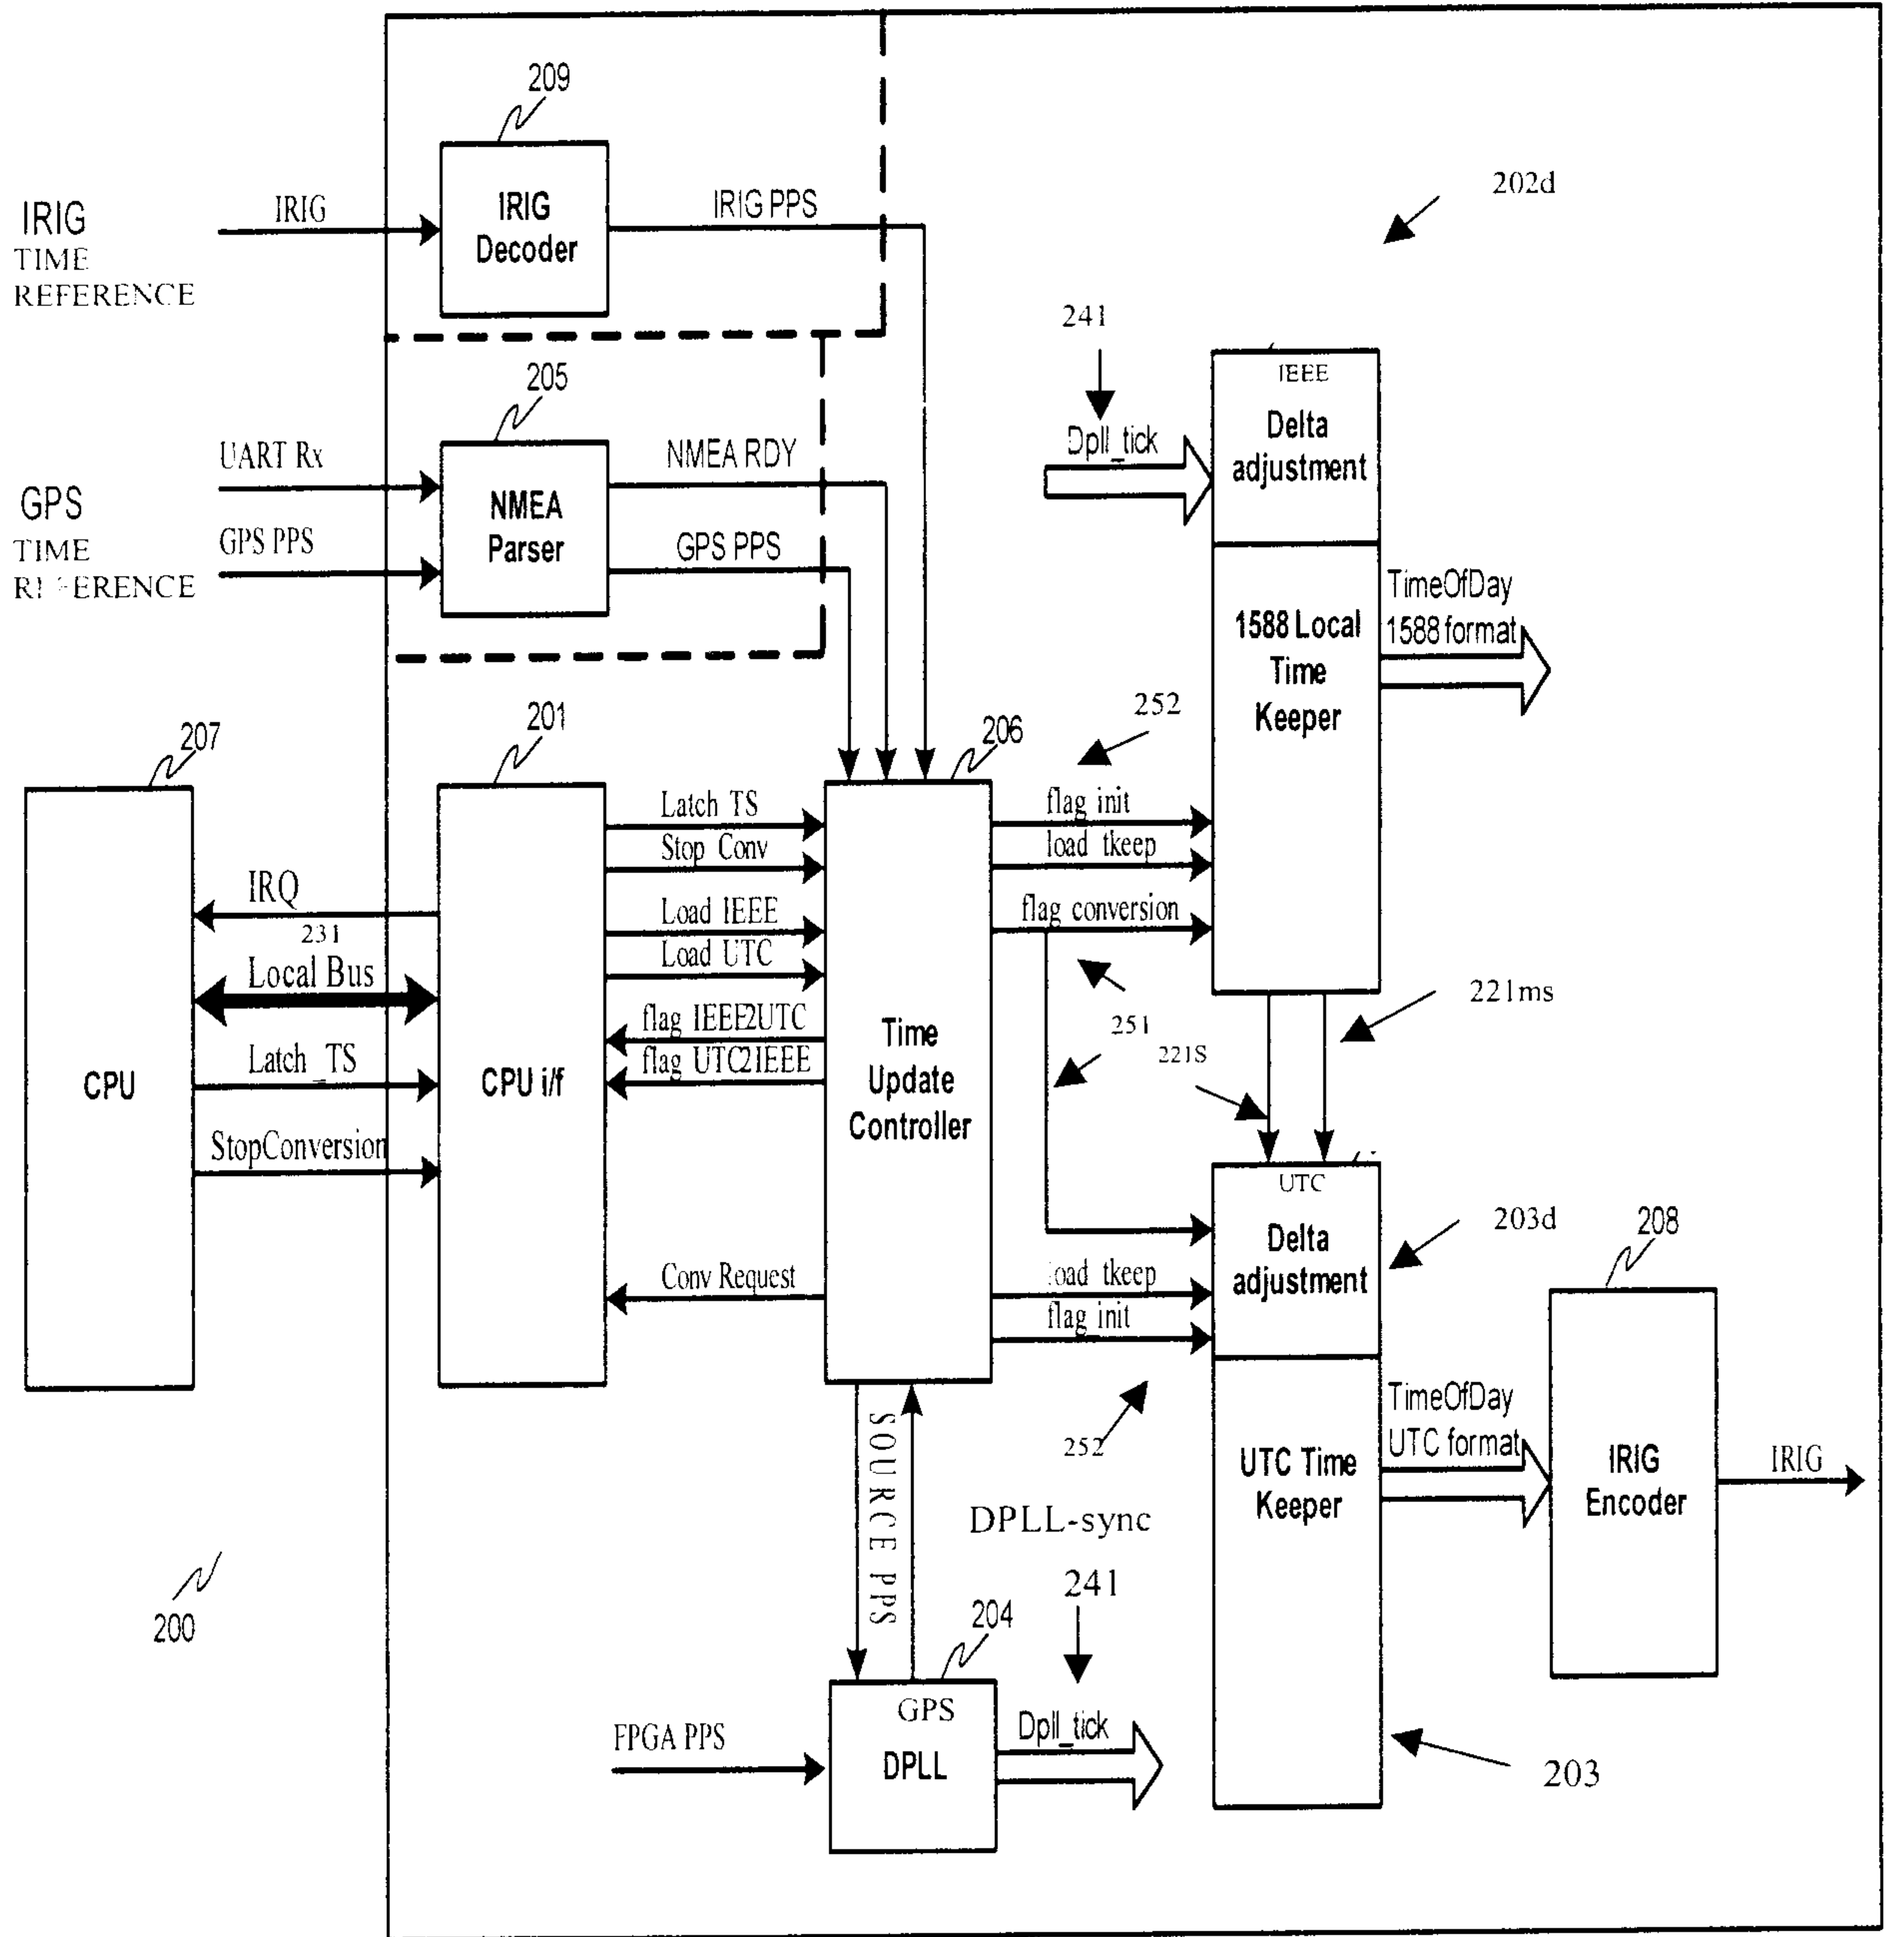 209
IRIG
TIME
REFERENCE
IRIG
IRIG
Decoder
IRIG PPS
202d
241
Dpll_tick
IEEE
Delta
adjustment
205
GPS
TIME
UART Rx
GPS PPS
NMEA
Parser
NMEA RDY
GPS PPS
1588 Local
Time
Keeper
TimeOfDay
1588 format
207
201
206
252
CPU
IRQ
231
Local Bus
Latch_TS
StopConversion
CPU i/f
Latch TS
Stop Conv
Load IEEE
Load UTC
flag IEEE2UTC
flag UTC2IEEE
Conv Request
Time
Update
Controller
flag init
load tkeep
flag conversion
251
221S
221ms
UTC
Delta
adjustment
203d
208
load tkeep
flag init
252
UTC Time
Keeper
TimeOfDay
UTC format
IRIG
Encoder
IRIG
SOURCE PPS
DPLL-sync
241
204
GPS
DPLL
FPGA PPS
Dpll_tick
203
200